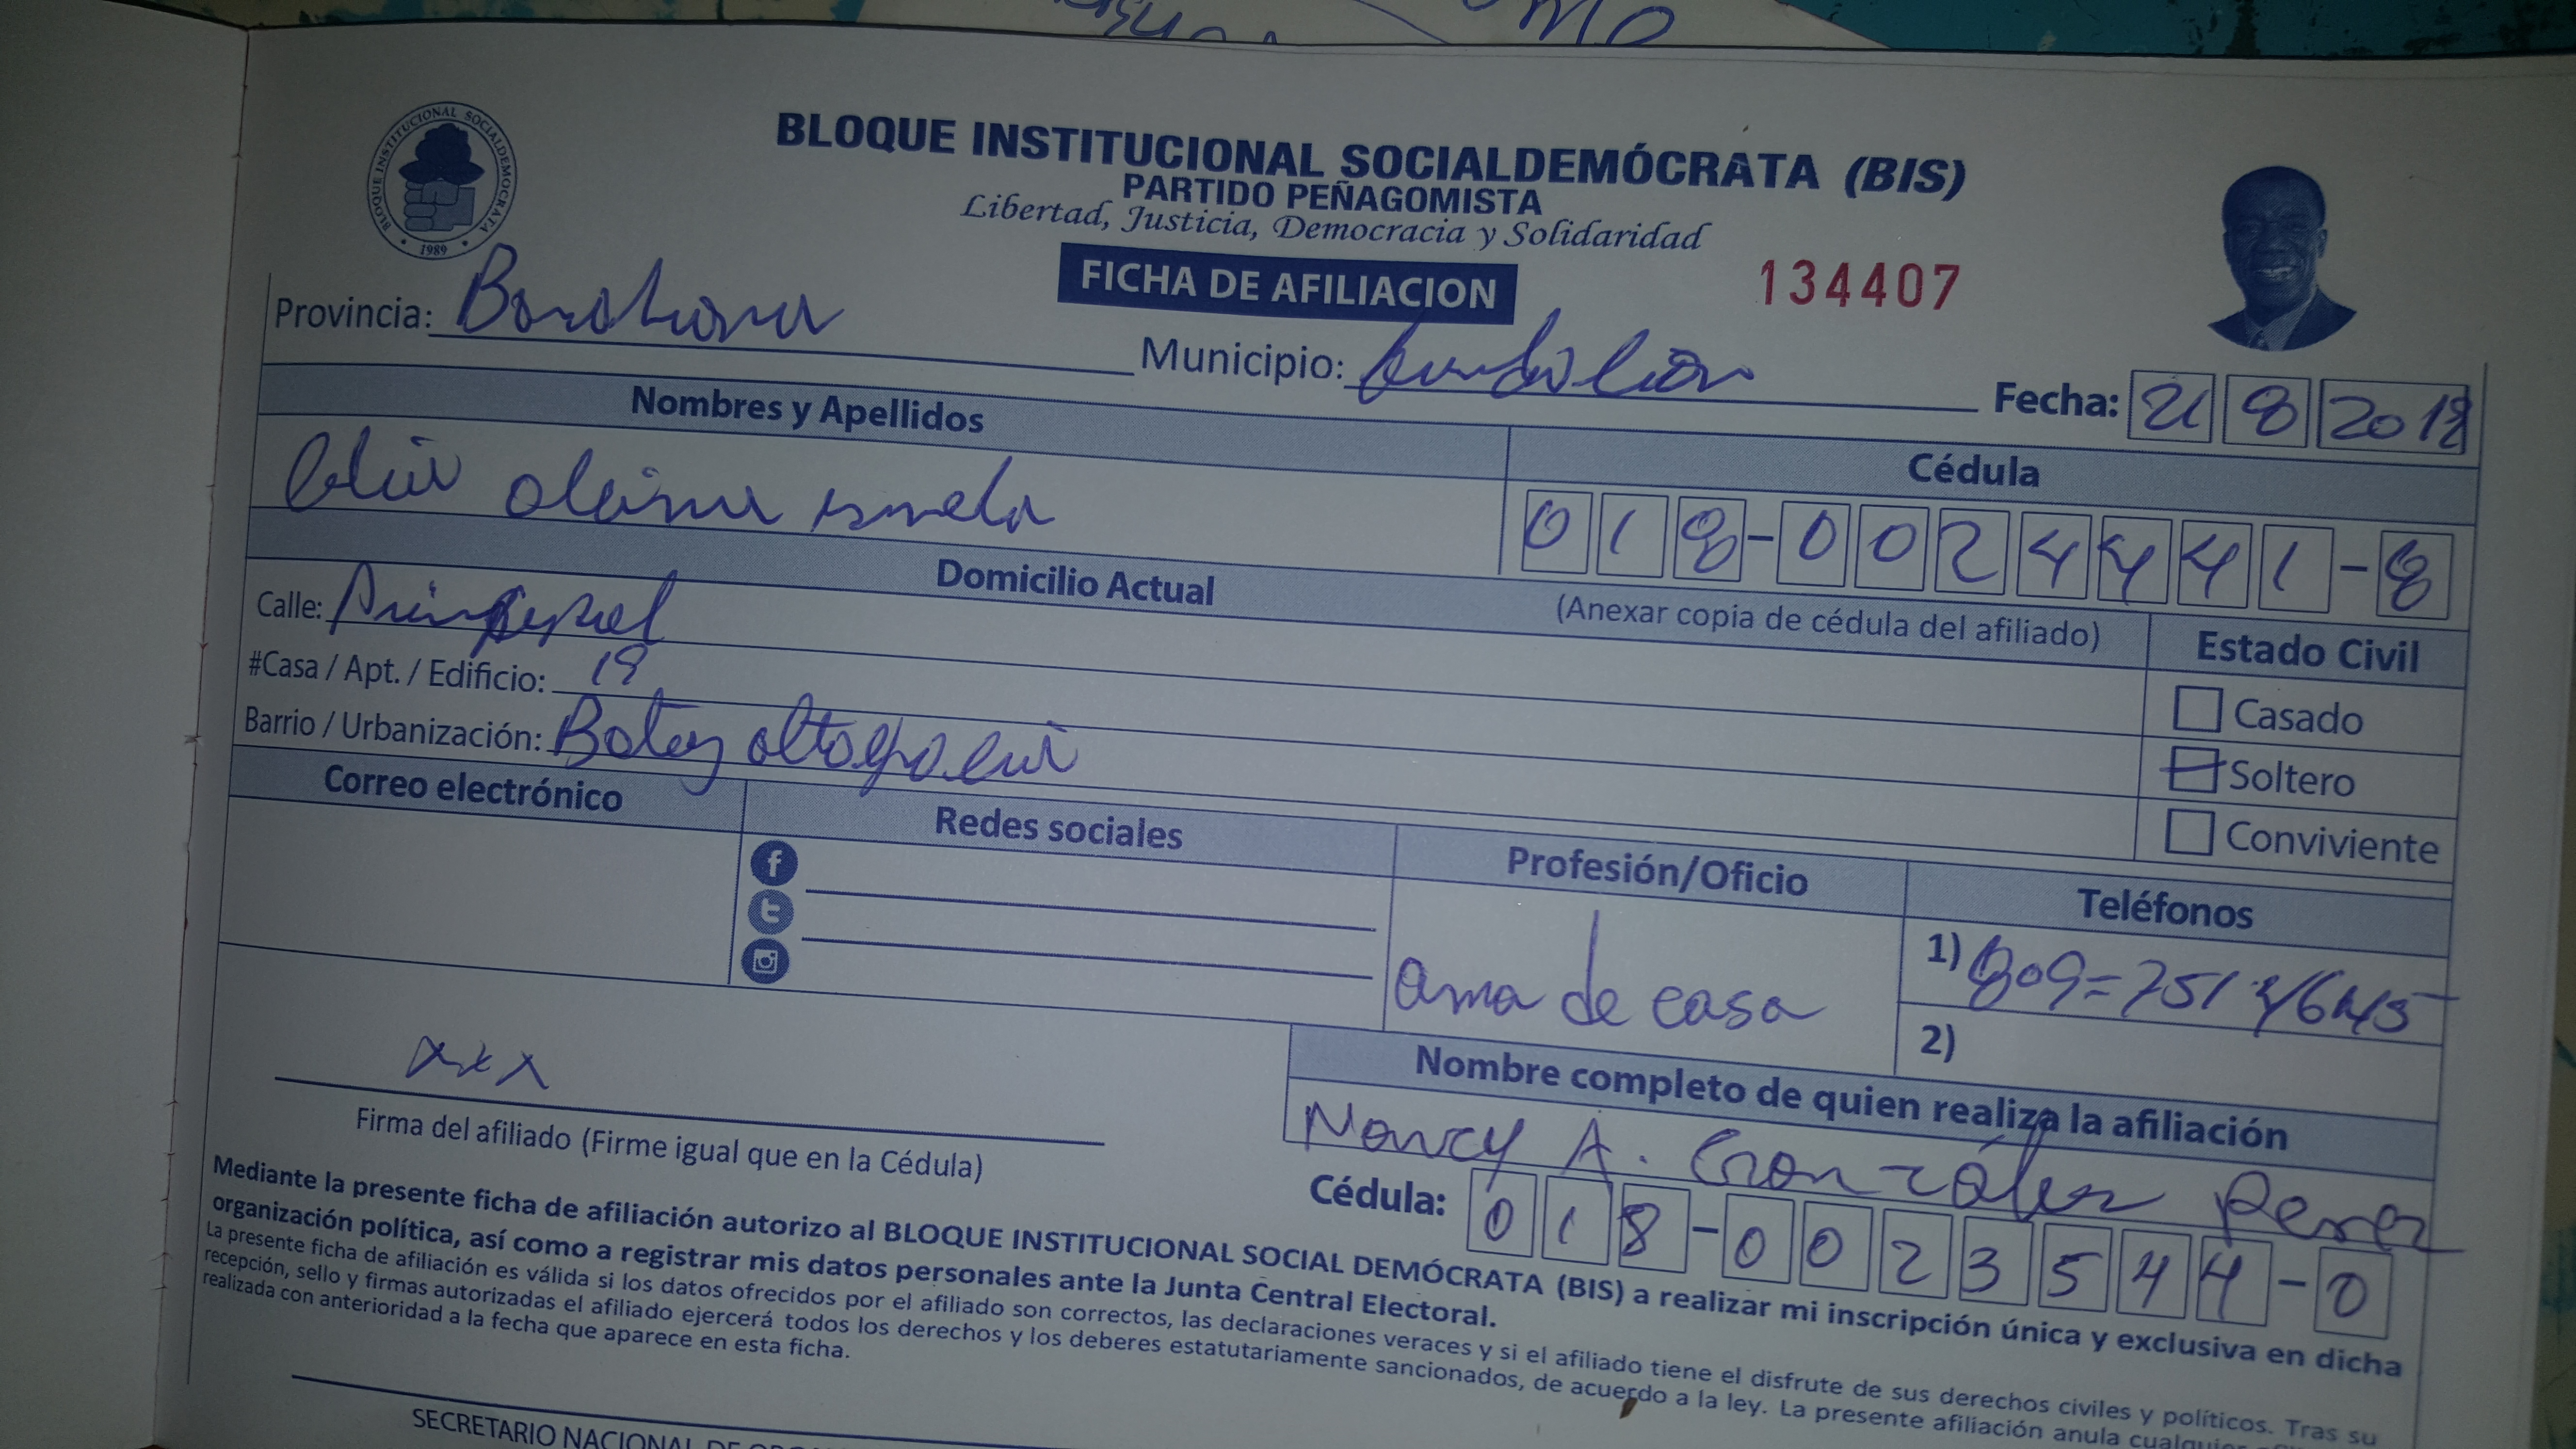 BLOQUE INSTITUCIONAL SOCIALDEMOCRATA
1989
BLOQUE INSTITUCIONAL SOCIALDEMÓCRATA (BIS)
PARTIDO PEÑAGOMISTA
Libertad, Justicia, Democracia y Solidaridad
FICHA DE AFILIACION
134407
Provincia: Barahona
Municipio:
Fecha: 21 8 2018
Nombres y Apellidos
Cédula
018-0024441-8
Domicilio Actual
(Anexar copia de cédula del afiliado)
Estado Civil
Calle:
#Casa / Apt. / Edificio: 19
Casado
Barrio / Urbanización: Batey
Soltero
Conviviente
Correo electrónico
Redes sociales
Profesión/Oficio
Teléfonos
ama de casa
1) 809=751
2)
xxx
Firma del afiliado (Firme igual que en la Cédula)
Nombre completo de quien realiza la afiliación
Nancy A. González Perez
Cédula: 018-0023544-0
Mediante la presente ficha de afiliación autorizo al BLOQUE INSTITUCIONAL SOCIAL DEMÓCRATA (BIS) a realizar mi inscripción única y exclusiva en dicha
organización política, así como a registrar mis datos personales ante la Junta Central Electoral.
La presente ficha de afiliación es válida si los datos ofrecidos por el afiliado son correctos, las declaraciones veraces y si el afiliado tiene el disfrute de sus derechos civiles y políticos. Tras su
recepción, sello y firmas autorizadas el afiliado ejercerá todos los derechos y los deberes estatutariamente sancionados, de acuerdo a la ley. La presente afiliación anula cualquier
realizada con anterioridad a la fecha que aparece en esta ficha.
SECRETARIO NACIONAL DE